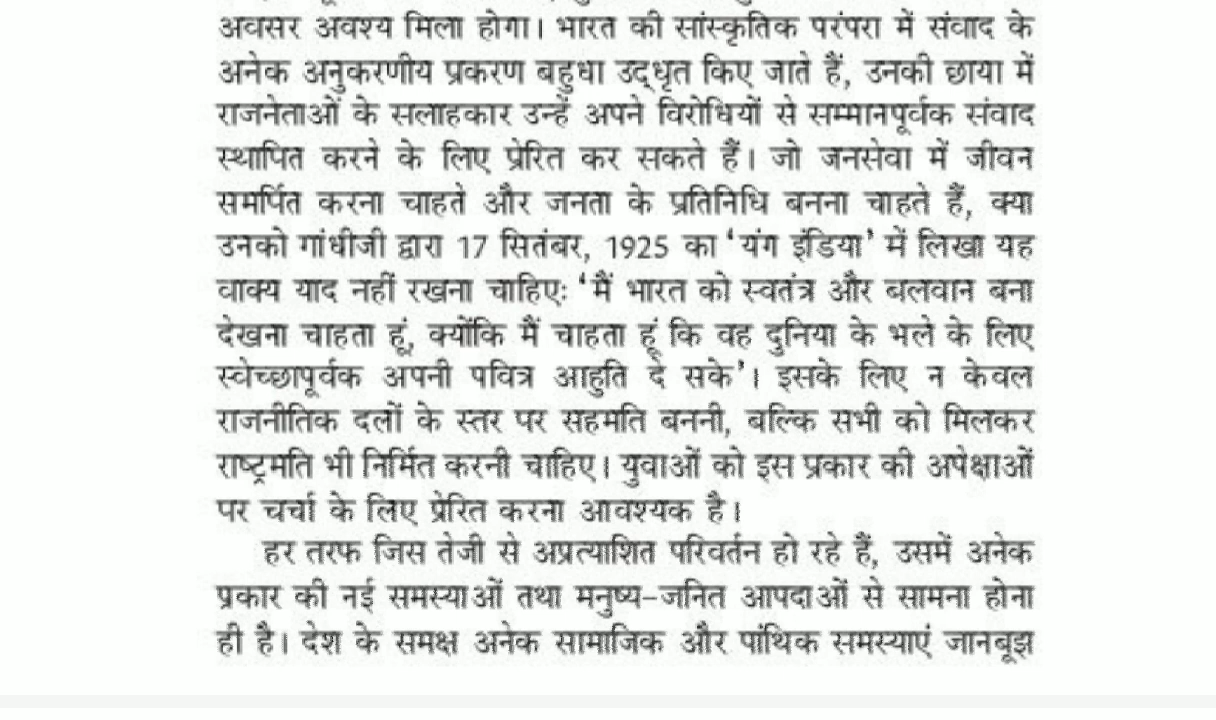 अवसर अवश्य मिला होगा। भारत की सांस्कृतिक परंपरा में संवाद के
अनेक अनुकरणीय प्रकरण बहुधा उद्धृत किए जाते हैं, उनकी छाया में
राजनेताओं के सलाहकार उन्हें अपने विरोधियों से सम्मानपूर्वक संवाद
स्थापित करने के लिए प्रेरित कर सकते हैं। जो जनसेवा में जीवन
समर्पित करना चाहते और जनता के प्रतिनिधि बनना चाहते हैं, क्या
उनको गांधीजी द्वारा 17 सितंबर, 1925 का ‘यंग इंडिया’ में लिखा यह
वाक्य याद नहीं रखना चाहिएः ‘मैं भारत को स्वतंत्र और बलवान बना
देखना चाहता हूं, क्योंकि मैं चाहता हूं कि वह दुनिया के भले के लिए
स्वेच्छापूर्वक अपनी पवित्र आहुति दे सके’। इसके लिए न केवल
राजनीतिक दलों के स्तर पर सहमति बननी, बल्कि सभी को मिलकर
राष्ट्रमति भी निर्मित करनी चाहिए। युवाओं को इस प्रकार की अपेक्षाओं
पर चर्चा के लिए प्रेरित करना आवश्यक है।
हर तरफ जिस तेजी से अप्रत्याशित परिवर्तन हो रहे हैं, उसमें अनेक
प्रकार की नई समस्याओं तथा मनुष्य-जनित आपदाओं से सामना होना
ही है। देश के समक्ष अनेक सामाजिक और पांथिक समस्याएं जानबूझ